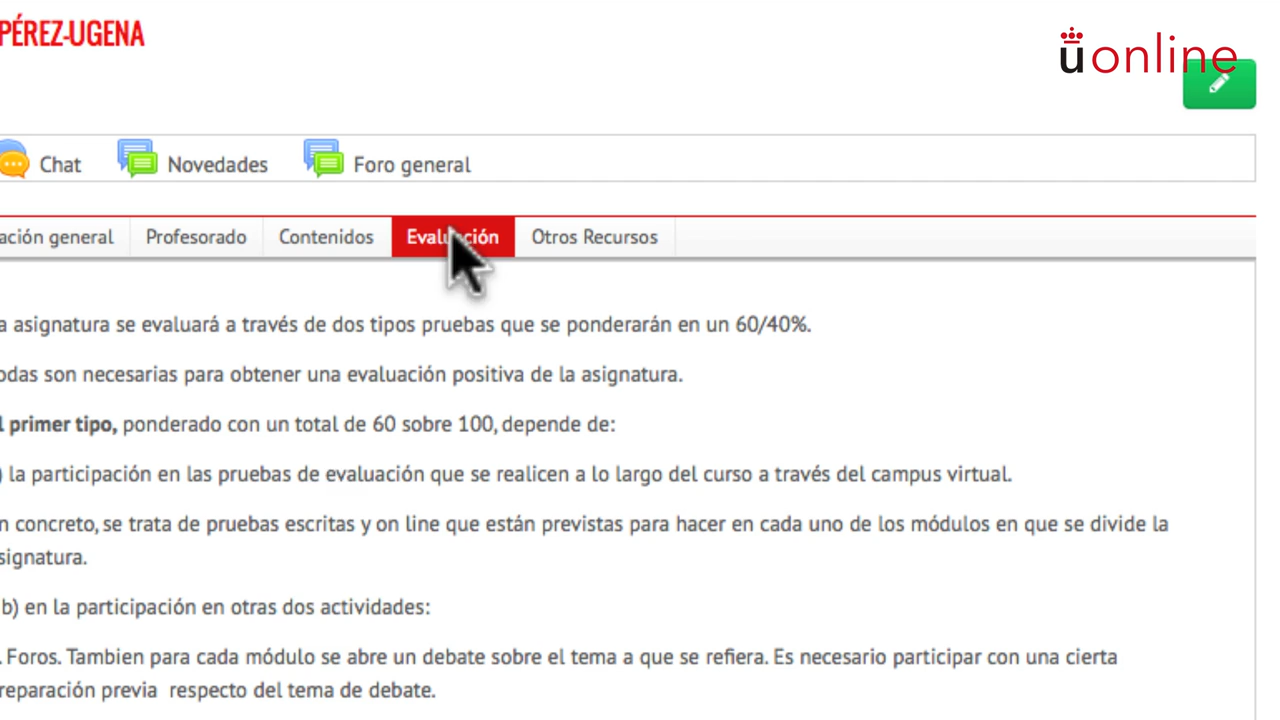 PÉREZ-UGENA
uonline
Chat Novedades Foro general
ación general Profesorado Contenidos Evaluación Otros Recursos
a asignatura se evaluará a través de dos tipos pruebas que se ponderarán en un 60/40%.
odas son necesarias para obtener una evaluación positiva de la asignatura.
l primer tipo, ponderado con un total de 60 sobre 100, depende de:
) la participación en las pruebas de evaluación que se realicen a lo largo del curso a través del campus virtual.
n concreto, se trata de pruebas escritas y on line que están previstas para hacer en cada uno de los módulos en que se divide la
signatura.
b) en la participación en otras dos actividades:
. Foros. Tambien para cada módulo se abre un debate sobre el tema a que se refiera. Es necesario participar con una cierta
reparación previa respecto del tema de debate.